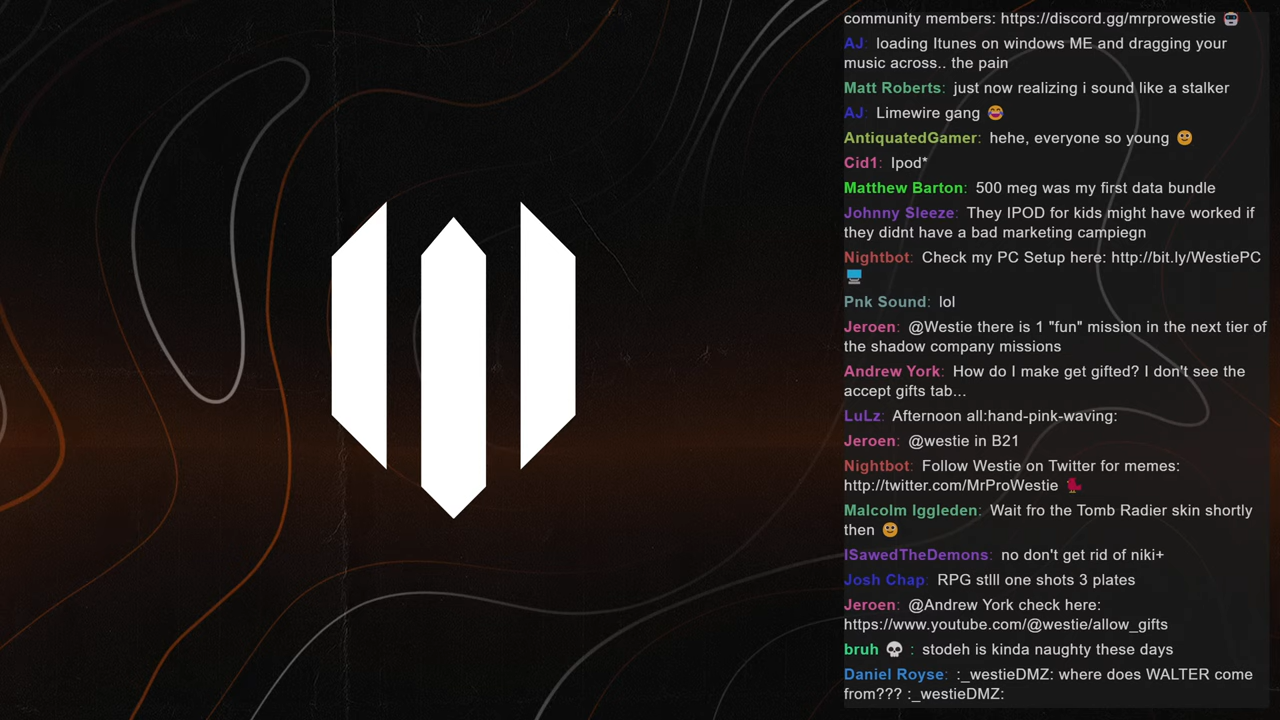 community members: https://discord.gg/mrprowestie 🤖
AJ: loading Itunes on windows ME and dragging your
music across.. the pain
Matt Roberts: just now realizing i sound like a stalker
AJ: Limewire gang 😂
AntiquatedGamer: hehe, everyone so young 🙂
Cid1: Ipod*
Matthew Barton: 500 meg was my first data bundle
Johnny Sleeze: They IPOD for kids might have worked if
they didnt have a bad marketing campiegn
Nightbot: Check my PC Setup here: http://bit.ly/WestiePC
🖥️
Pnk Sound: lol
Jeroen: @Westie there is 1 "fun" mission in the next tier of
the shadow company missions
Andrew York: How do I make get gifted? I don't see the
accept gifts tab...
LuLz: Afternoon all:hand-pink-waving:
Jeroen: @westie in B21
Nightbot: Follow Westie on Twitter for memes:
http://twitter.com/MrProWestie 🦜
Malcolm Iggleden: Wait fro the Tomb Radier skin shortly
then 🙂
ISawedTheDemons: no don't get rid of niki+
Josh Chap: RPG stlll one shots 3 plates
Jeroen: @Andrew York check here:
https://www.youtube.com/@westie/allow_gifts
bruh 💀 : stodeh is kinda naughty these days
Daniel Royse: :_westieDMZ: where does WALTER come
from??? :_westieDMZ: